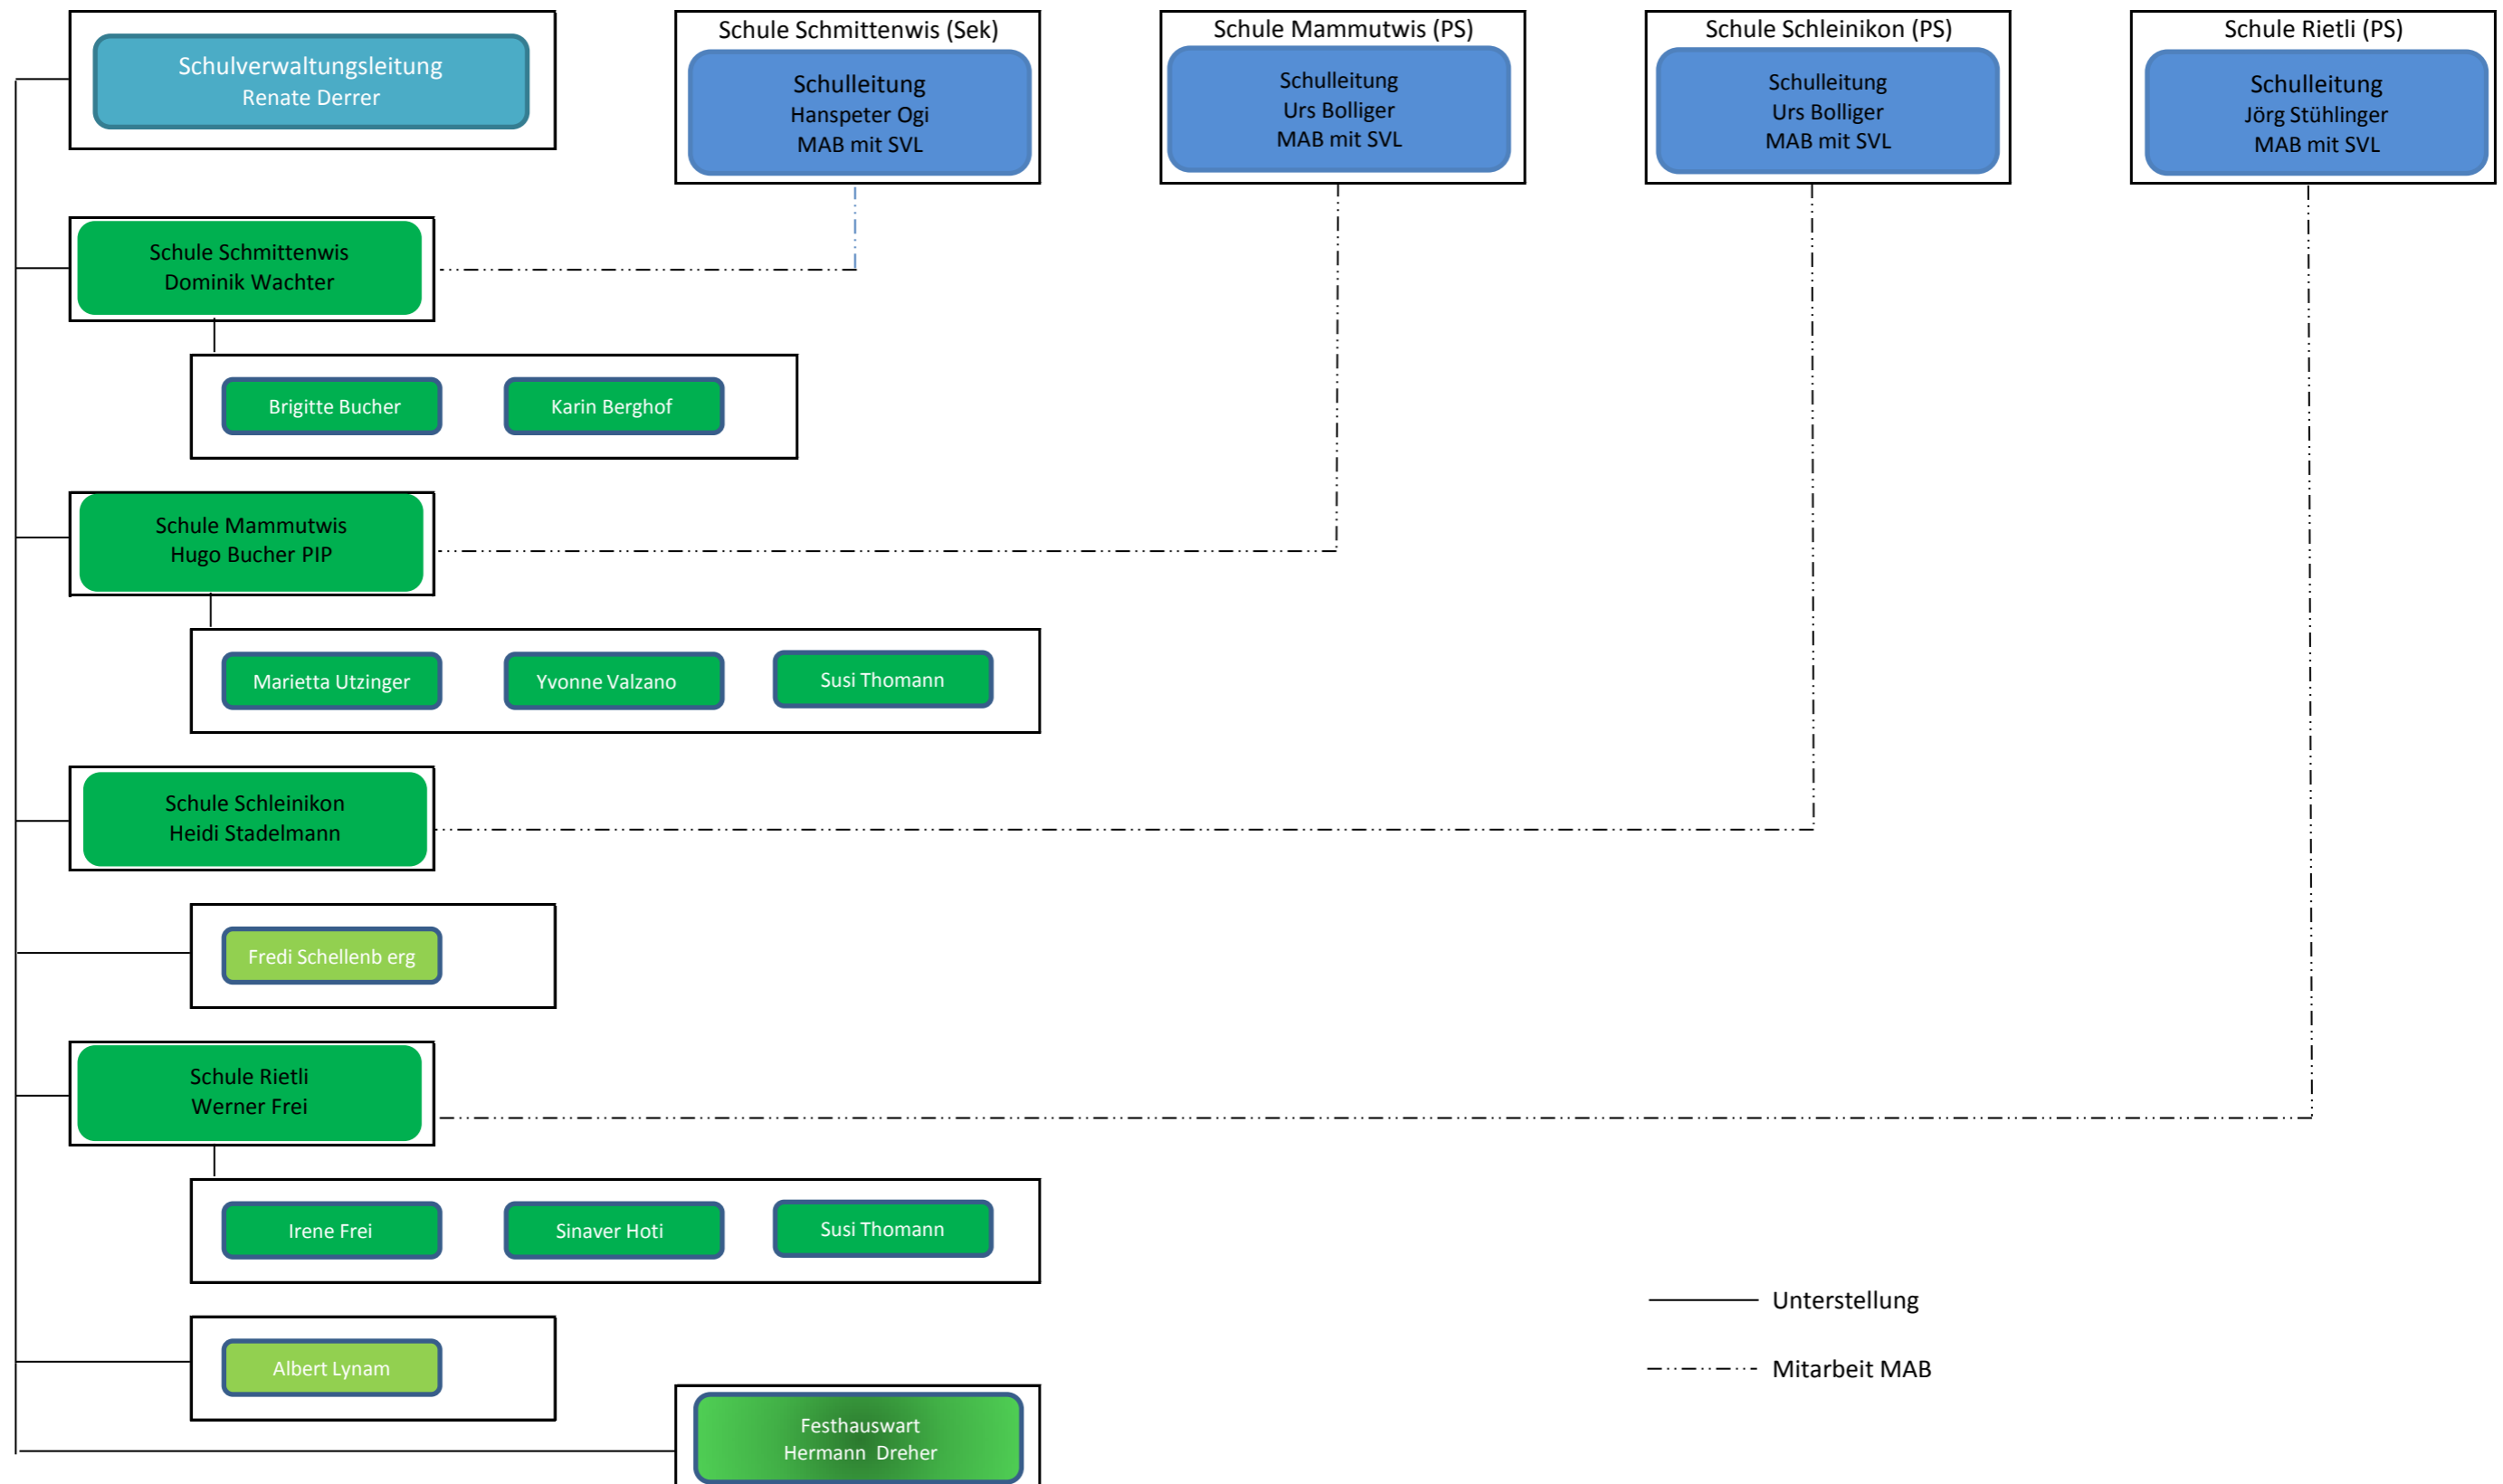 Schulverwaltungsleitung
Renate Derrer
Schule Schmittenwis (Sek)
Schulleitung
Hanspeter Ogi
MAB mit SVL
Schule Mammutwis (PS)
Schulleitung
Urs Bolliger
MAB mit SVL
Schule Schleinikon (PS)
Schulleitung
Urs Bolliger
MAB mit SVL
Schule Rietli (PS)
Schulleitung
Jörg Stühlinger
MAB mit SVL
Schule Schmittenwis
Dominik Wachter
Brigitte Bucher
Karin Berghof
Schule Mammutwis
Hugo Bucher PIP
Marietta Utzinger
Yvonne Valzano
Susi Thomann
Schule Schleinikon
Heidi Stadelmann
Fredi Schellenb erg
Schule Rietli
Werner Frei
Irene Frei
Sinaver Hoti
Susi Thomann
Albert Lynam
Festhauswart
Hermann Dreher
Unterstellung
Mitarbeit MAB